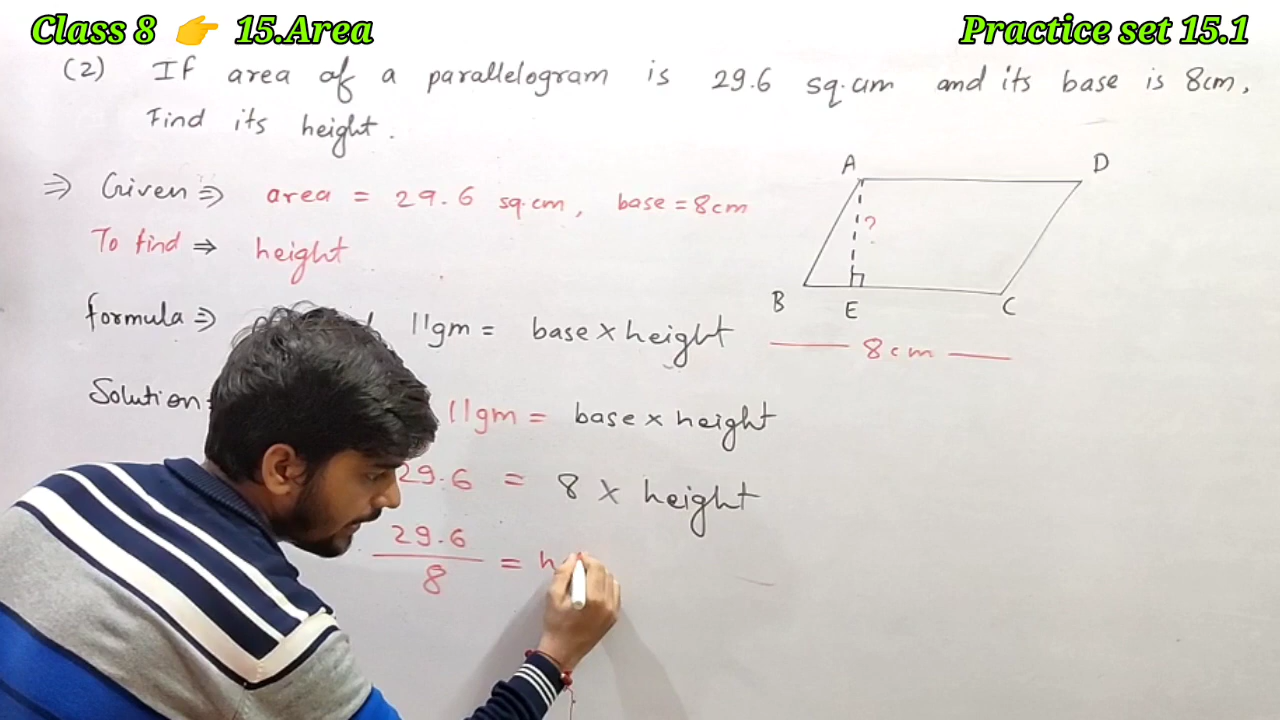 Class 8 👉 15.Area
Practice set 15.1
(2) If area of a parallelogram is 29.6 sq.cm and its base is 8cm,
Find its height.
⇒ Given ⇒ area = 29.6 sq.cm, base = 8cm
To find ⇒ height
formula ⇒ llgm = base × height
Solution llgm = base × height
29.6 = 8 × height
29.6
8
= h
A
D
?
B
E
C
8cm